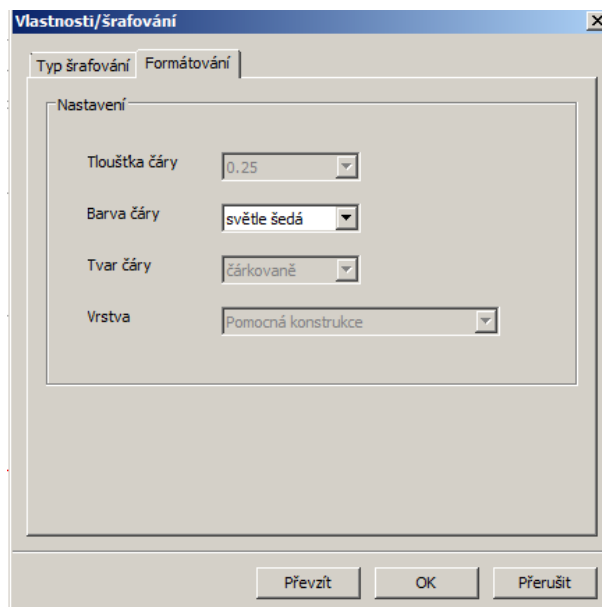 Vlastnosti/šrafování
Typ šrafování Formátování
Nastavení
Tloušťka čáry 0.25
Barva čáry světle šedá
Tvar čáry čárkovaně
Vrstva Pomocná konstrukce
Převzít OK Přerušit